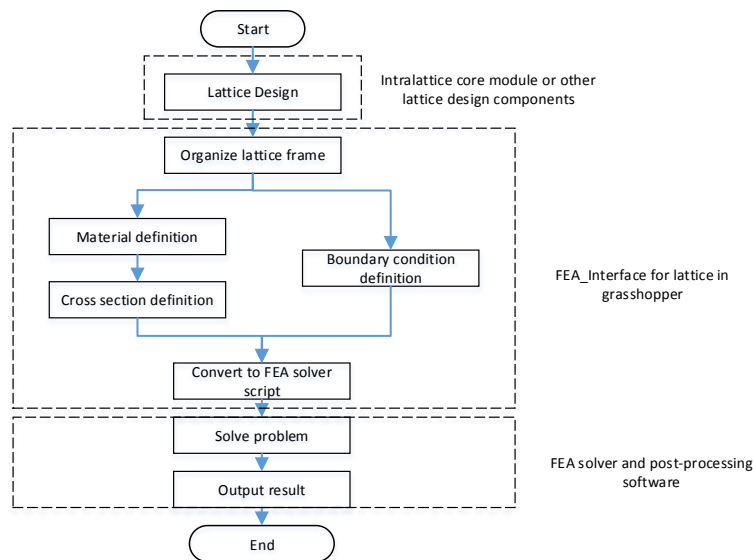 Start
Lattice Design
Intralattice core module or other
lattice design components
Organize lattice frame
Material definition
Boundary condition
definition
Cross section definition
FEA_Interface for lattice in
grasshopper
Convert to FEA solver
script
Solve problem
Output result
FEA solver and post-processing
software
End